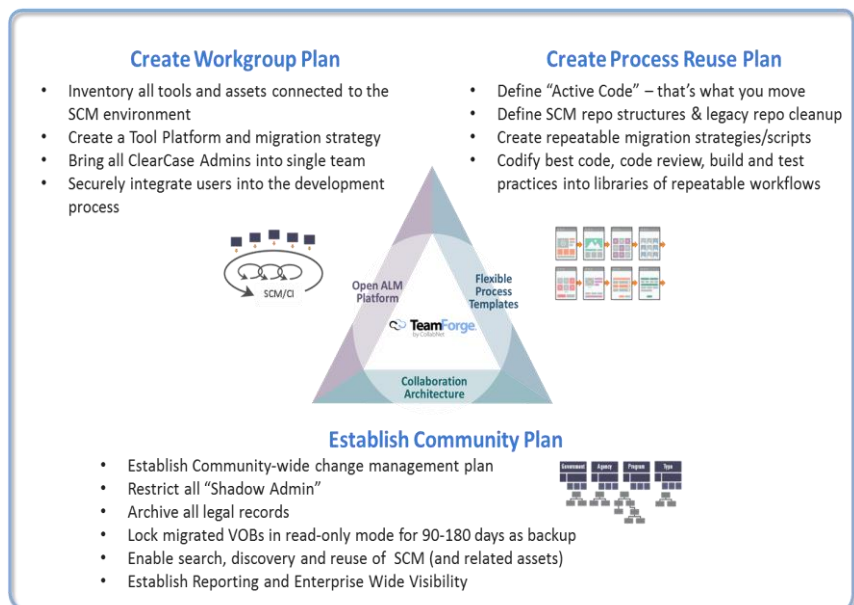 Create Workgroup Plan
• Inventory all tools and assets connected to the
SCM environment
• Create a Tool Platform and migration strategy
• Bring all ClearCase Admins into single team
• Securely integrate users into the development
process
SCM/CI
Create Process Reuse Plan
• Define “Active Code” – that’s what you move
• Define SCM repo structures & legacy repo cleanup
• Create repeatable migration strategies/scripts
• Codify best code, code review, build and test
practices into libraries of repeatable workflows
Open ALM
Platform
Flexible
Process
Templates
TeamForge
by CollabNet
Collaboration
Architecture
Establish Community Plan
• Establish Community-wide change management plan
• Restrict all “Shadow Admin”
• Archive all legal records
• Lock migrated VOBs in read-only mode for 90-180 days as backup
• Enable search, discovery and reuse of SCM (and related assets)
• Establish Reporting and Enterprise Wide Visibility
Government Agency Program Type